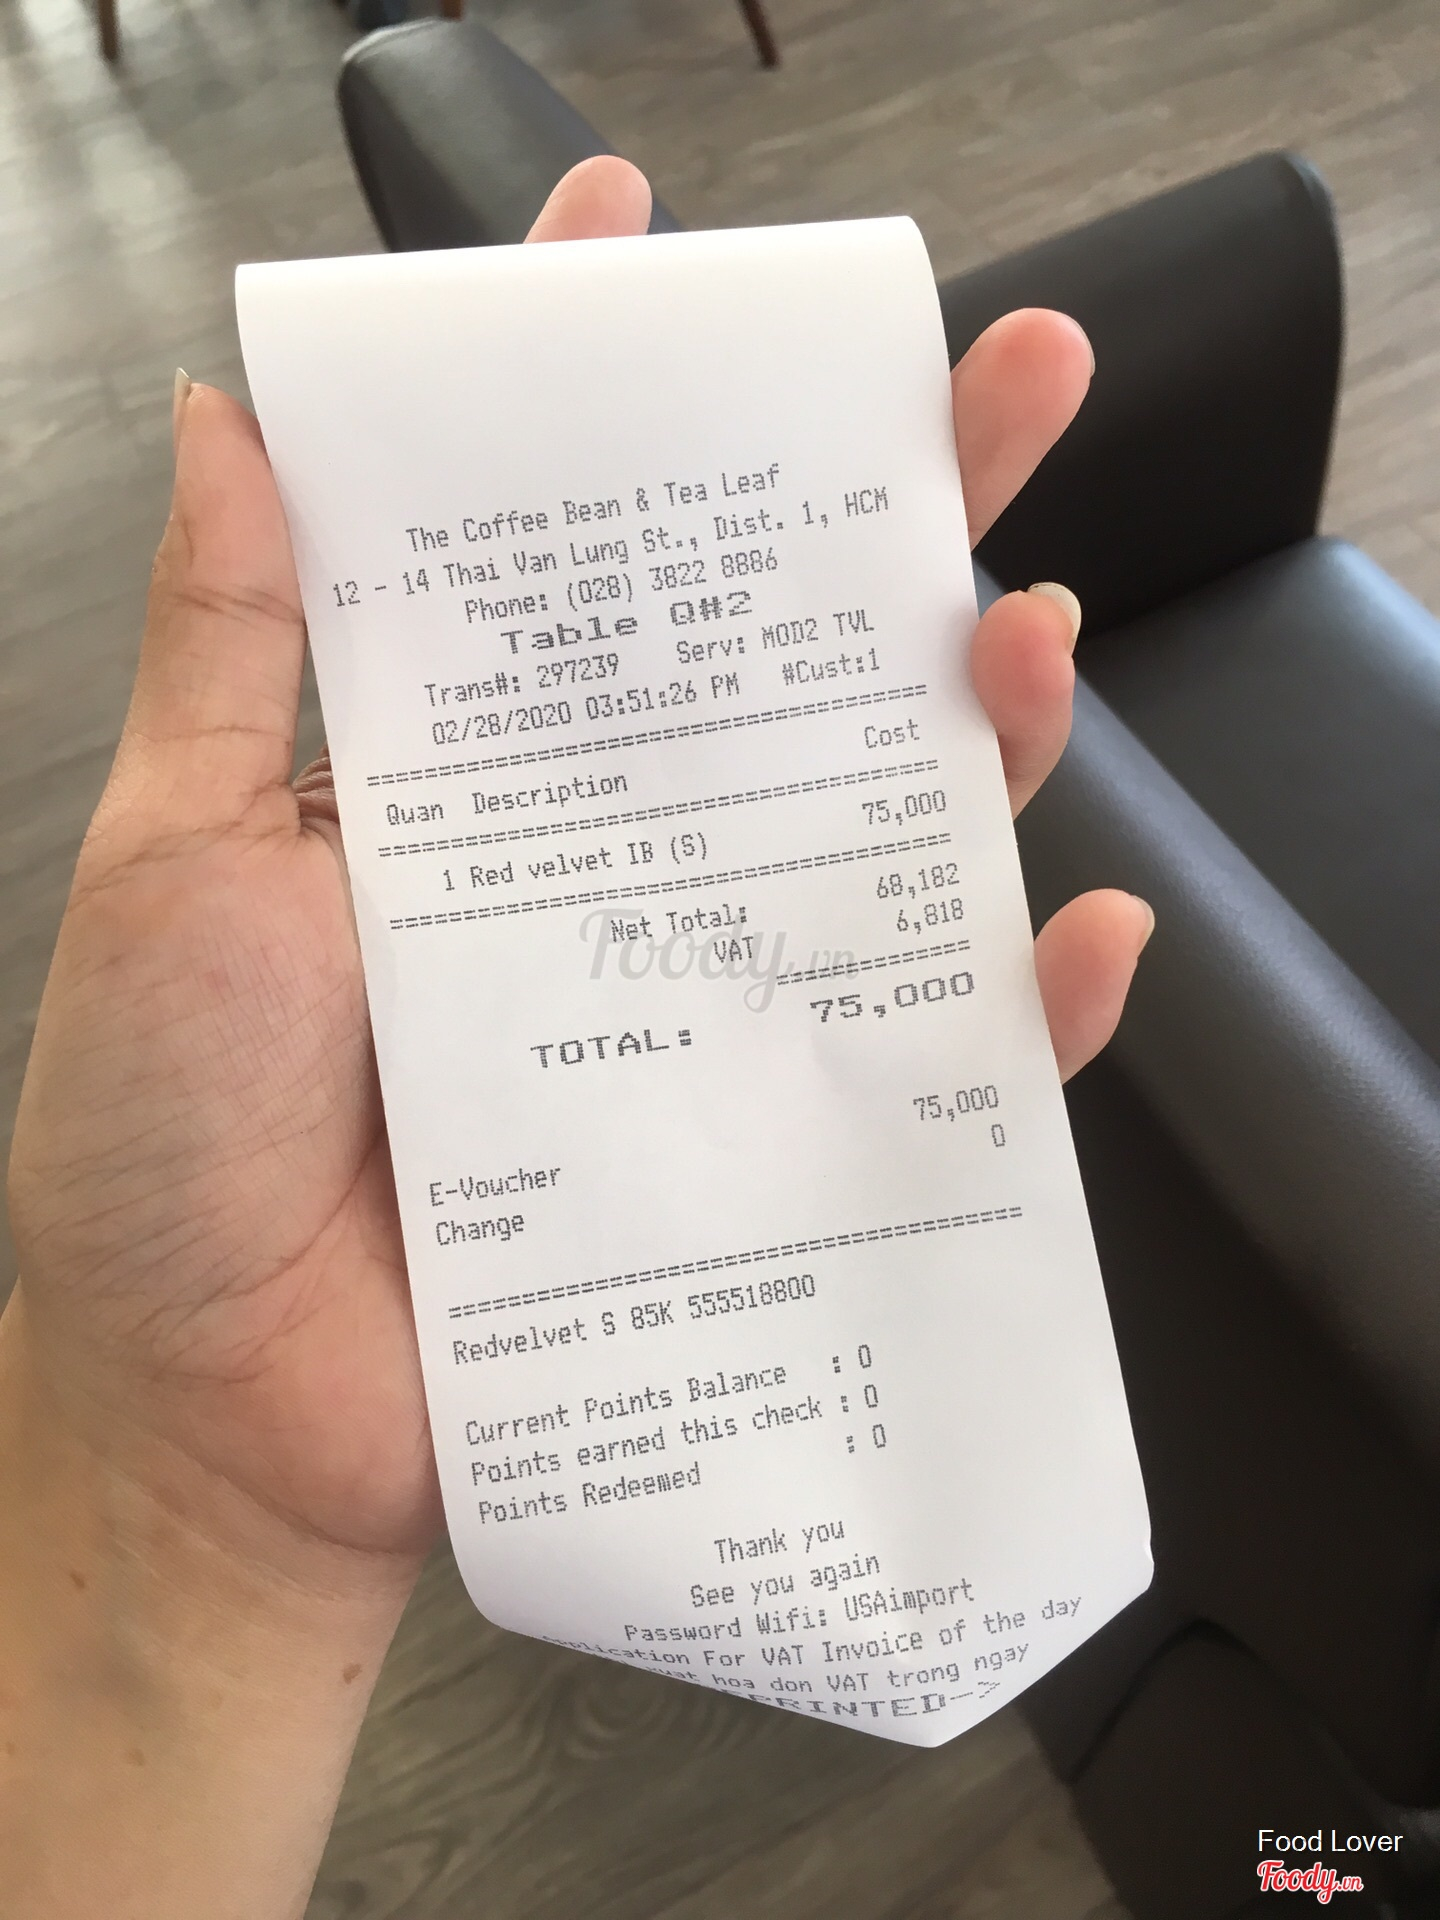 The Coffee Bean & Tea Leaf
12 - 14 Thai Van Lung St., Dist. 1, HCM
Phone: (028) 3822 8886
Table Q#2
Trans#: 297239 Serv: MOD2 TVL
02/28/2020 03:51:26 PM #Cust:1
Quan Description Cost
1 Red velvet IB (S) 75,000
Net Total: 68,182
VAT 6,818
TOTAL: 75,000
E-Voucher 75,000
Change 0
Redvelvet S 85K 555518800
Current Points Balance : 0
Points earned this check : 0
Points Redeemed : 0
Thank you
See you again
Password Wifi: USAimport
Application For VAT Invoice of the day
hoa don VAT trong ngay
Foody.vn
Food Lover
Foody.vn